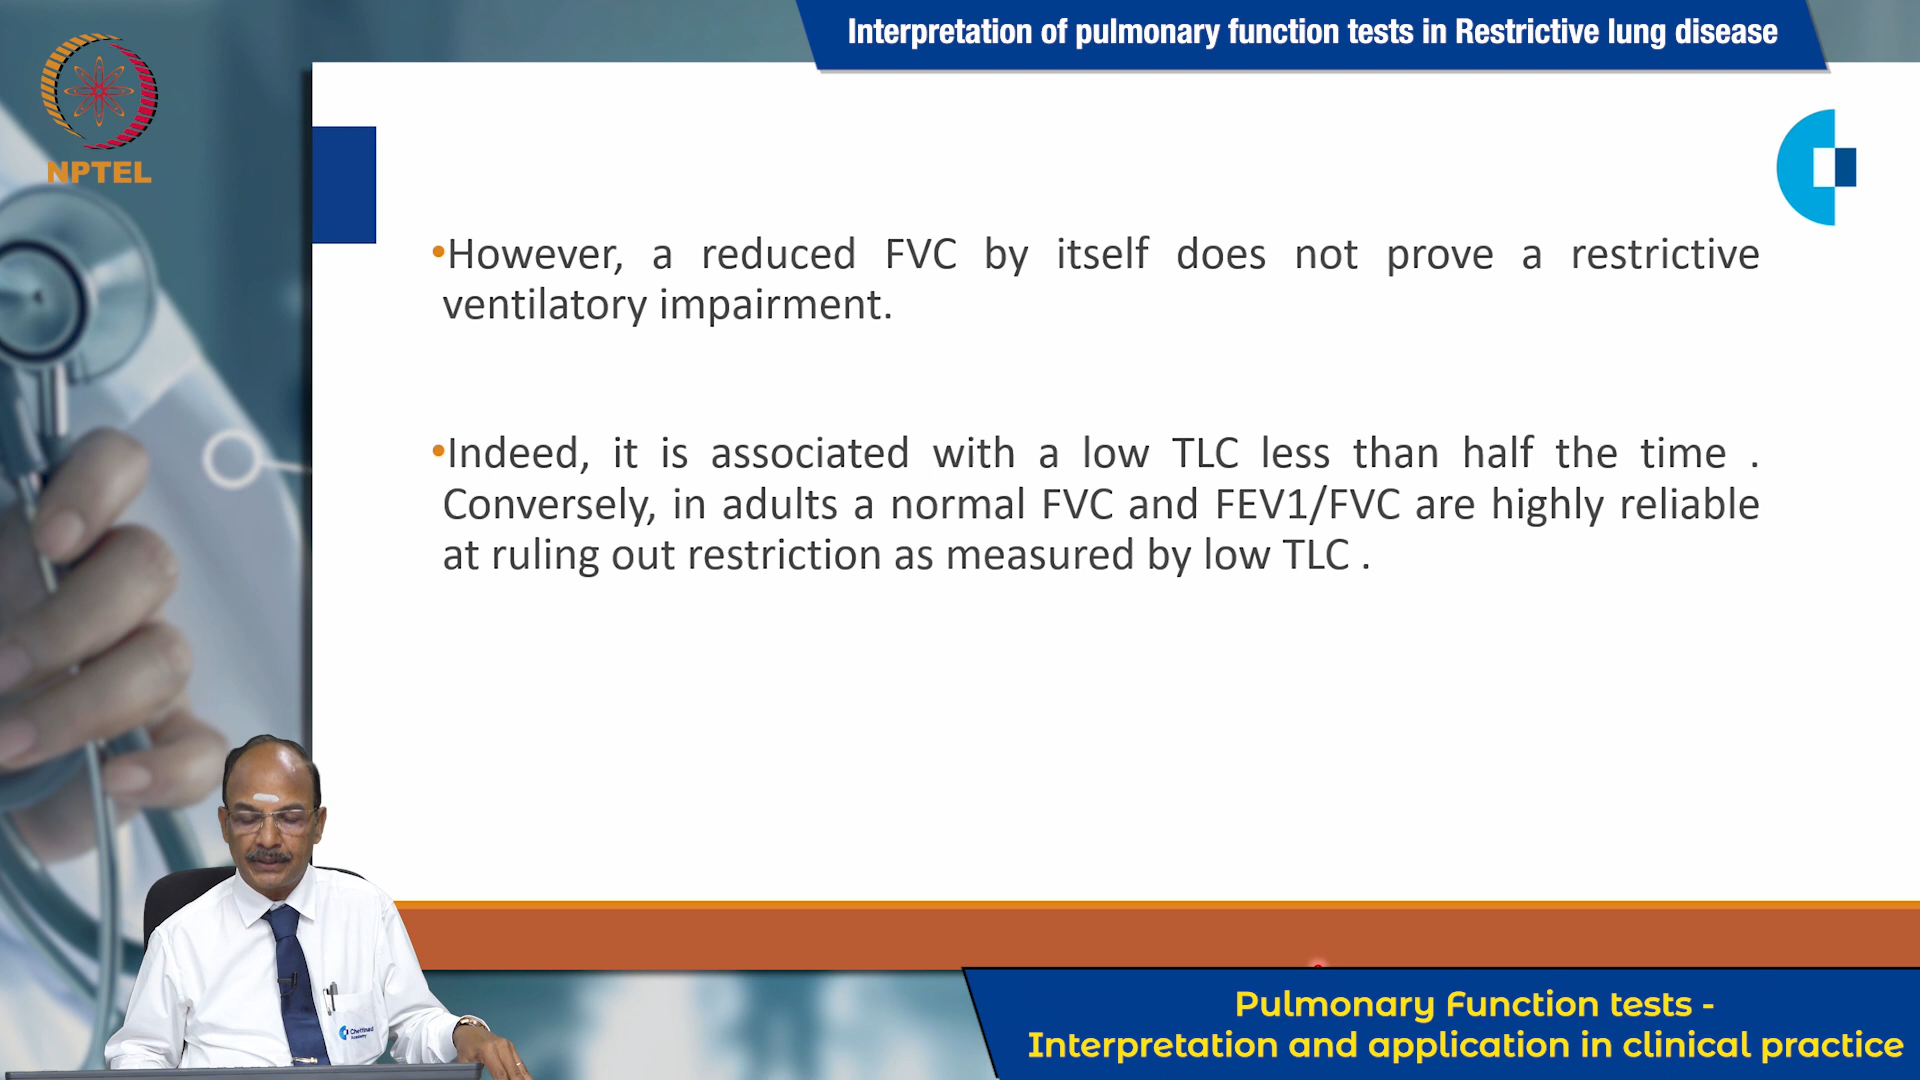 Interpretation of pulmonary function tests in Restrictive lung disease
NPTEL
•However, a reduced FVC by itself does not prove a restrictive
ventilatory impairment.
•Indeed, it is associated with a low TLC less than half the time .
Conversely, in adults a normal FVC and FEV1/FVC are highly reliable
at ruling out restriction as measured by low TLC .
Chettinad
Academy
Pulmonary Function tests -
Interpretation and application in clinical practice